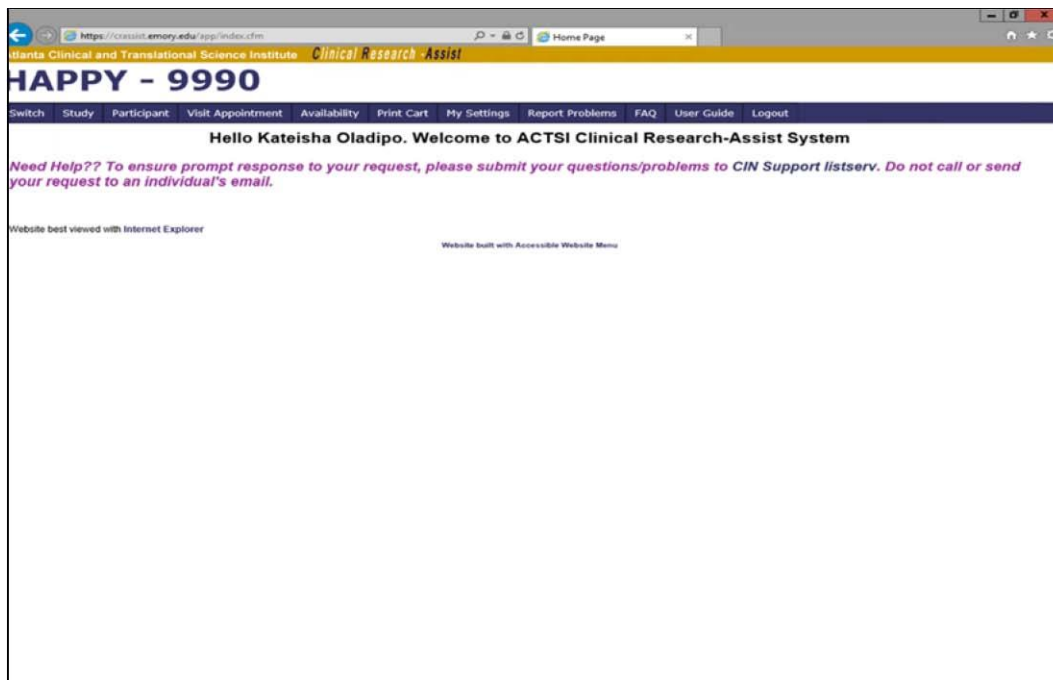 https://crassist.emory.edu/app/index.cfm
Home Page
Atlanta Clinical and Translational Science Institute Clinical Research -Assist
HAPPY - 9990
Switch Study Participant Visit Appointment Availability Print Cart My Settings Report Problems FAQ User Guide Logout
Hello Kateisha Oladipo. Welcome to ACTSI Clinical Research-Assist System
Need Help?? To ensure prompt response to your request, please submit your questions/problems to CIN Support listserv. Do not call or send
your request to an individual's email.
Website best viewed with Internet Explorer
Website built with Accessible Website Menu